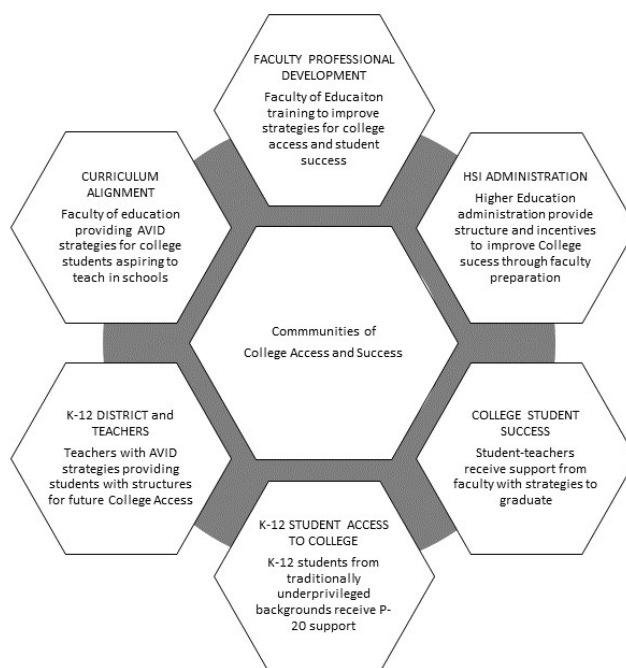 FACULTY PROFESSIONAL
DEVELOPMENT
Faculty of Educaiton
training to improve
strategies for college
access and student
success
CURRICULUM
ALIGNMENT
Faculty of education
providing AVID
strategies for college
students aspiring to
teach in schools
HSI ADMINISTRATION
Higher Education
administration provide
structure and incentives
to improve College
sucess through faculty
preparation
Commmunities of
College Access and Success
K-12 DISTRICT and
TEACHERS
Teachers with AVID
strategies providing
students with structures
for future College Access
COLLEGE STUDENT
SUCCESS
Student-teachers
receive support from
faculty with strategies to
graduate
K-12 STUDENT ACCESS
TO COLLEGE
K-12 students from
traditionally
underprivileged
backgrounds receive P-
20 support